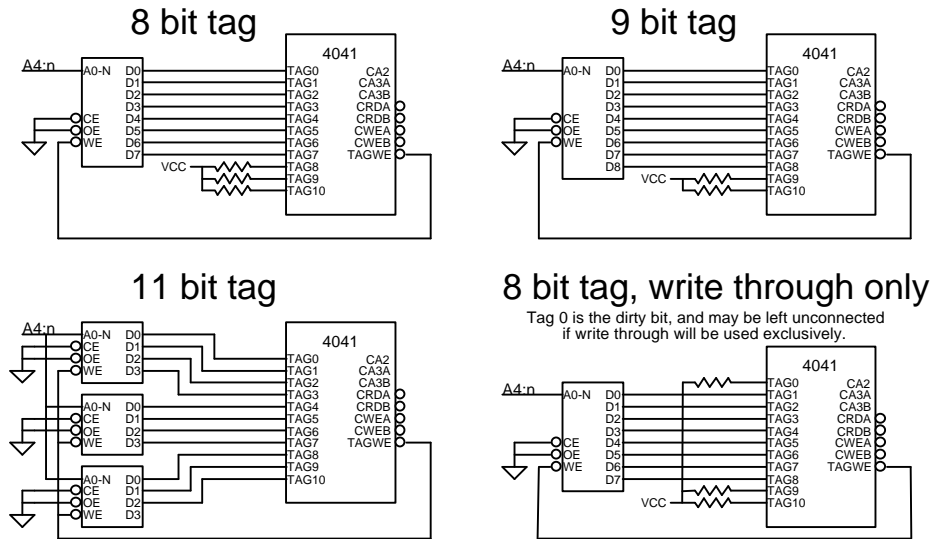 8 bit tag
4041
A4:n
A0-N
D0
D1
D2
D3
D4
D5
D6
D7
CE
OE
WE
TAG0
TAG1
TAG2
TAG3
TAG4
TAG5
TAG6
TAG7
TAG8
TAG9
TAG10
CA2
CA3A
CA3B
CRDA
CRDB
CWEA
CWEB
TAGWE
VCC
9 bit tag
4041
A4:n
A0-N
D0
D1
D2
D3
D4
D5
D6
D7
D8
CE
OE
WE
TAG0
TAG1
TAG2
TAG3
TAG4
TAG5
TAG6
TAG7
TAG8
TAG9
TAG10
CA2
CA3A
CA3B
CRDA
CRDB
CWEA
CWEB
TAGWE
VCC
11 bit tag
4041
A4:n
A0-N
D0
D1
D2
D3
CE
OE
WE
A0-N
D0
D1
D2
D3
CE
OE
WE
A0-N
D0
D1
D2
D3
CE
OE
WE
TAG0
TAG1
TAG2
TAG3
TAG4
TAG5
TAG6
TAG7
TAG8
TAG9
TAG10
CA2
CA3A
CA3B
CRDA
CRDB
CWEA
CWEB
TAGWE
8 bit tag, write through only
Tag 0 is the dirty bit, and may be left unconnected
if write through will be used exclusively.
4041
A4:n
A0-N
D0
D1
D2
D3
D4
D5
D6
D7
CE
OE
WE
TAG0
TAG1
TAG2
TAG3
TAG4
TAG5
TAG6
TAG7
TAG8
TAG9
TAG10
CA2
CA3A
CA3B
CRDA
CRDB
CWEA
CWEB
TAGWE
VCC